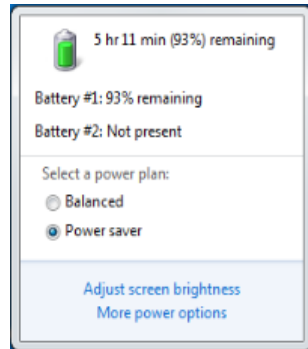 5 hr 11 min (93%) remaining
Battery #1: 93% remaining
Battery #2: Not present
Select a power plan:
Balanced
Power saver
Adjust screen brightness
More power options